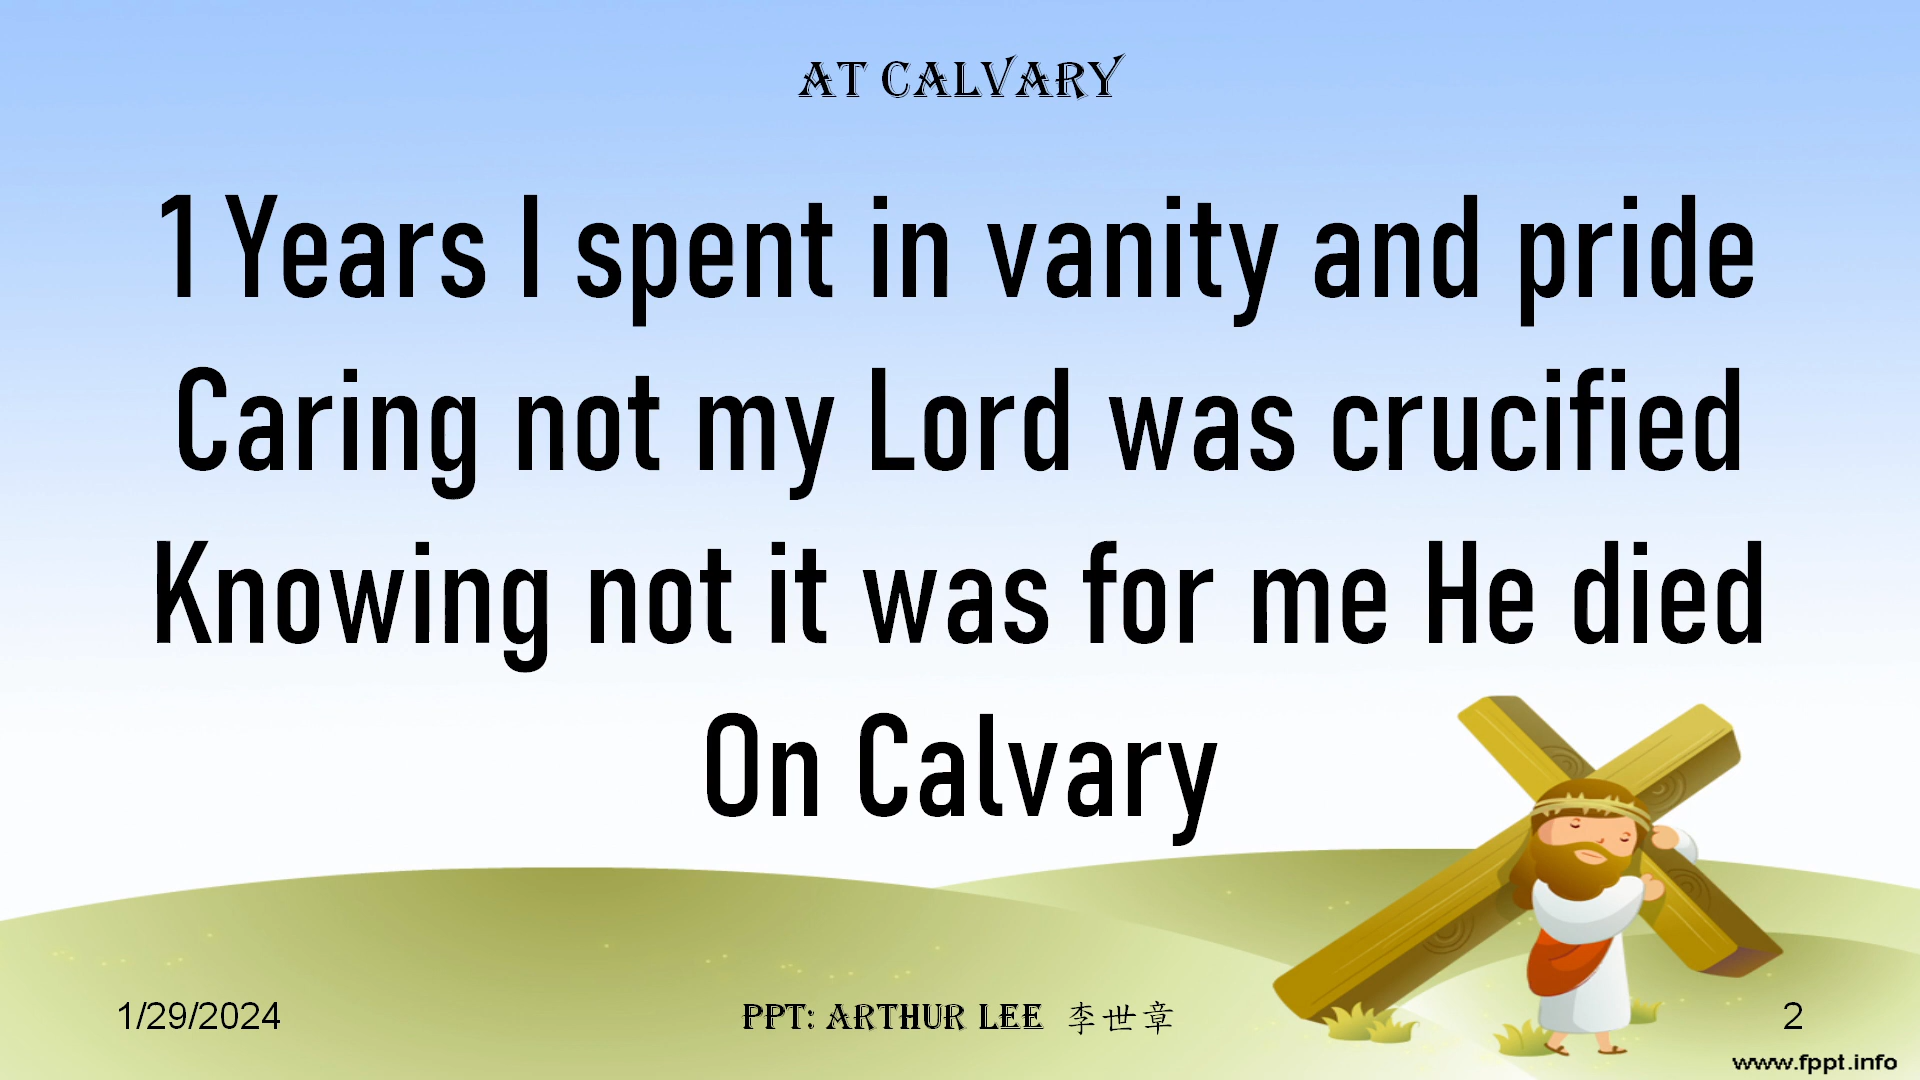 AT CALVARY
1 Years I spent in vanity and pride
Caring not my Lord was crucified
Knowing not it was for me He died
On Calvary
1/29/2024
PPT: ARTHUR LEE 李世章
2
www.fppt.info